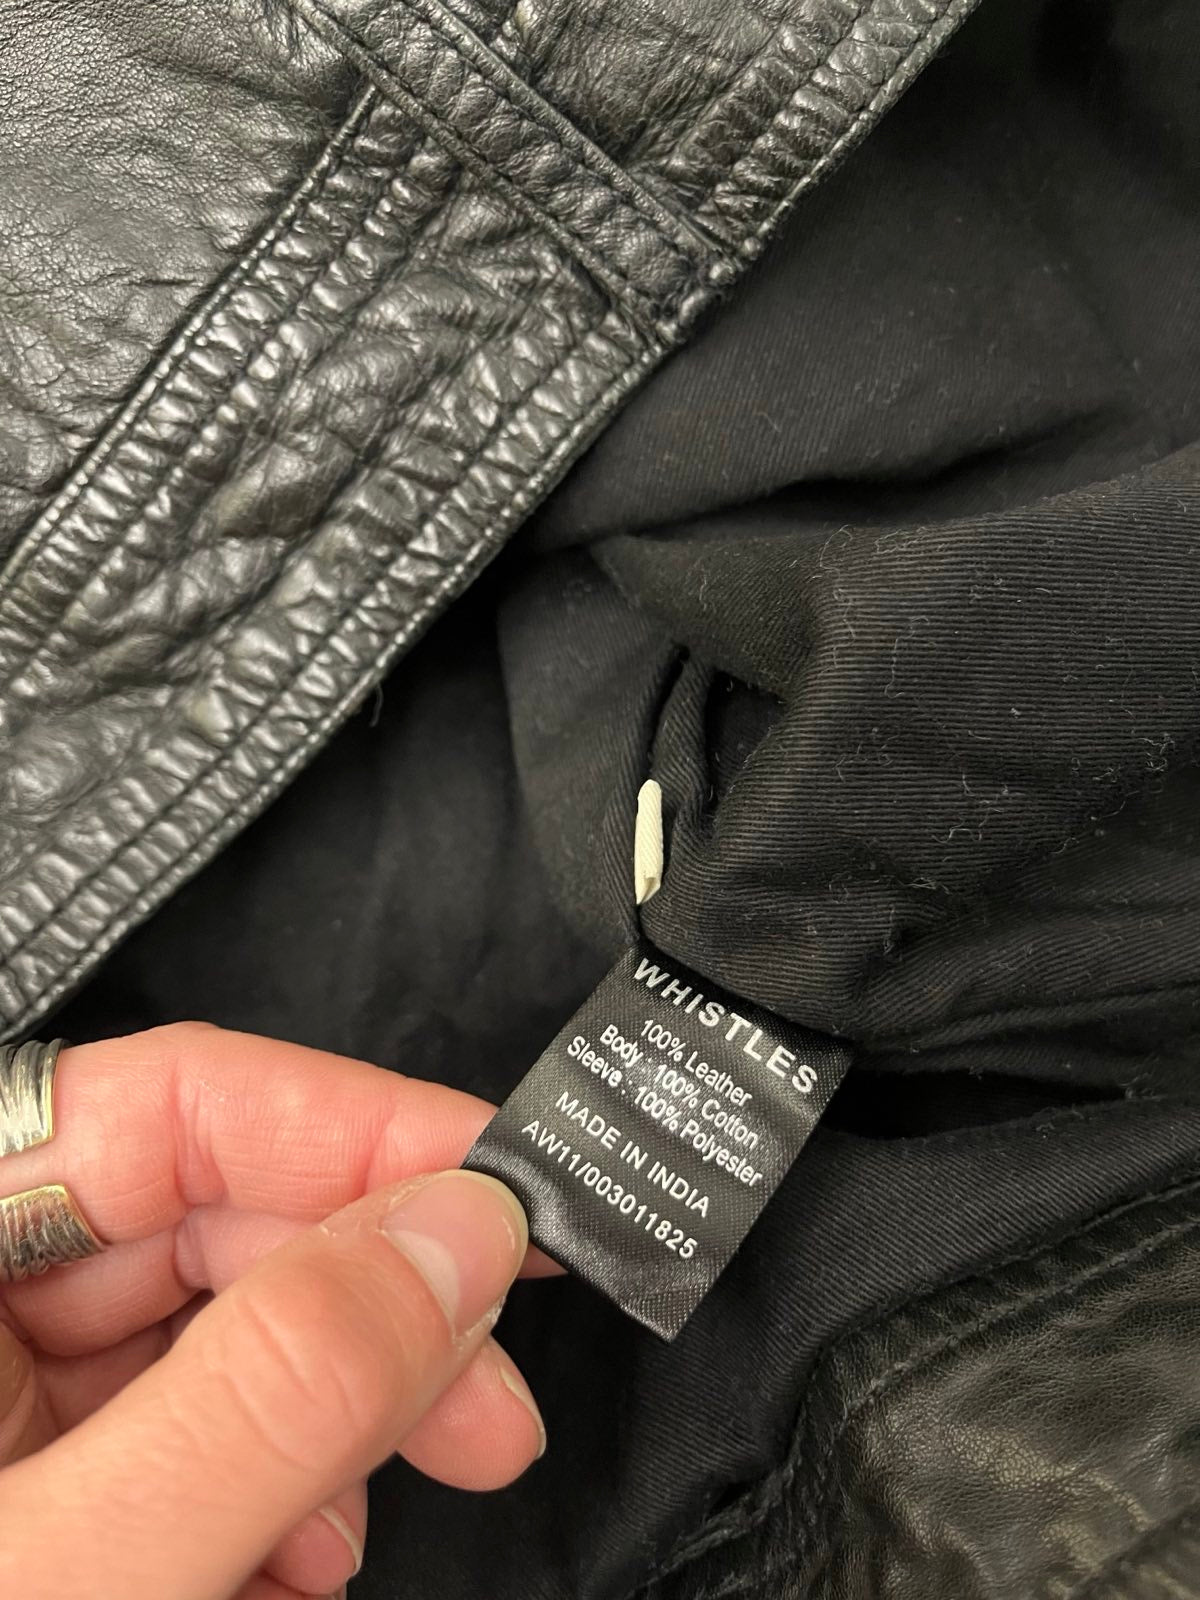 WHISTLES
100% Leather
Body : 100% Cotton
Sleeve : 100% Polyester
MADE IN INDIA
AW11/003011825